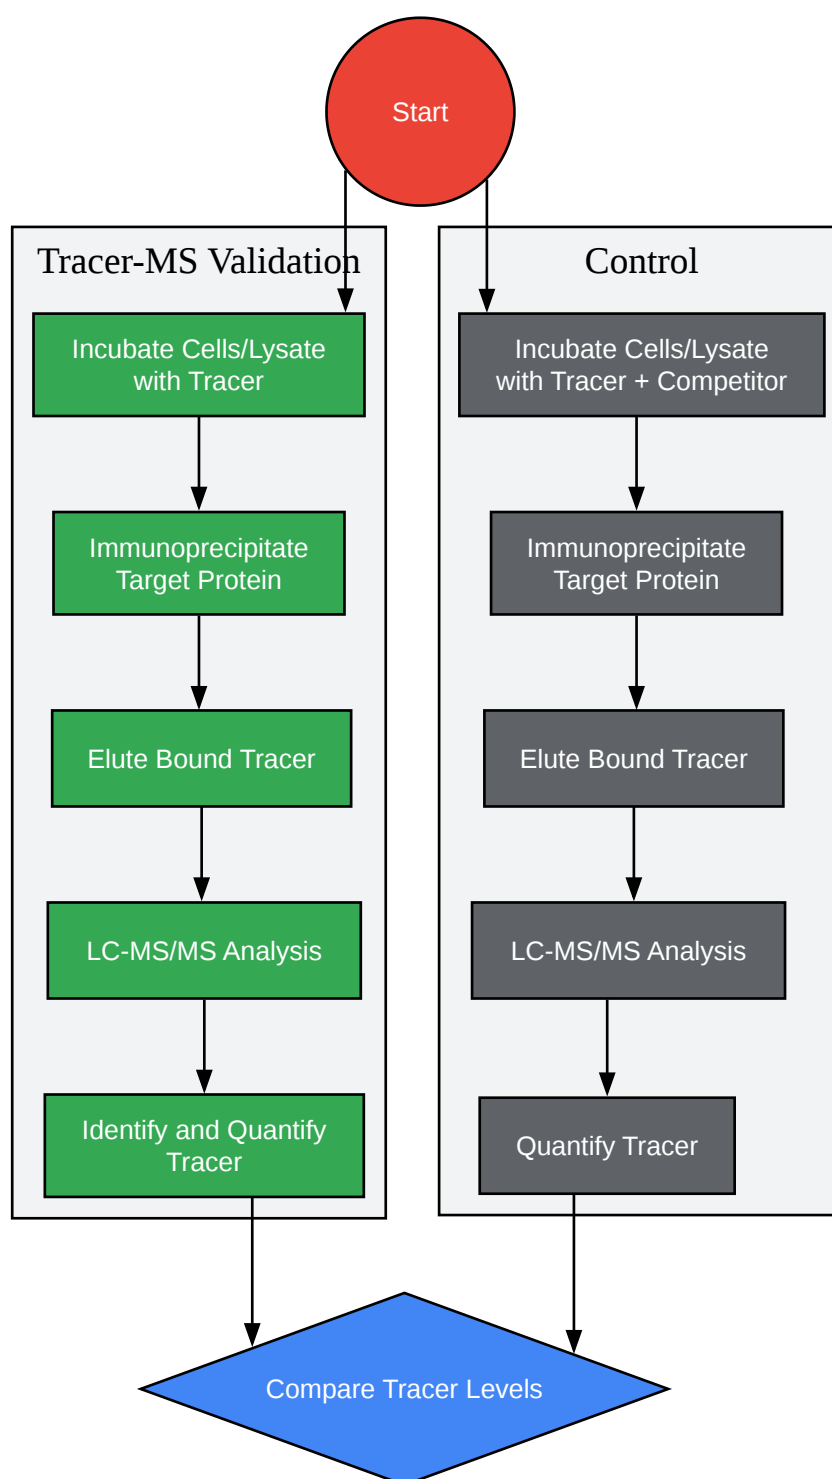 Start
Tracer-MS Validation
Incubate Cells/Lysate
with Tracer
Immunoprecipitate
Target Protein
Elute Bound Tracer
LC-MS/MS Analysis
Identify and Quantify
Tracer
Control
Incubate Cells/Lysate
with Tracer + Competitor
Immunoprecipitate
Target Protein
Elute Bound Tracer
LC-MS/MS Analysis
Quantify Tracer
Compare Tracer Levels